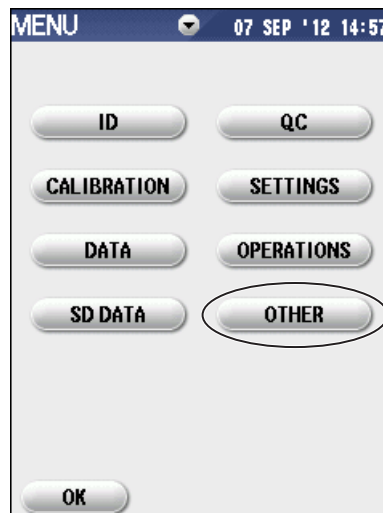 MENU 07 SEP '12 14:57
ID QC
CALIBRATION SETTINGS
DATA OPERATIONS
SD DATA OTHER
OK